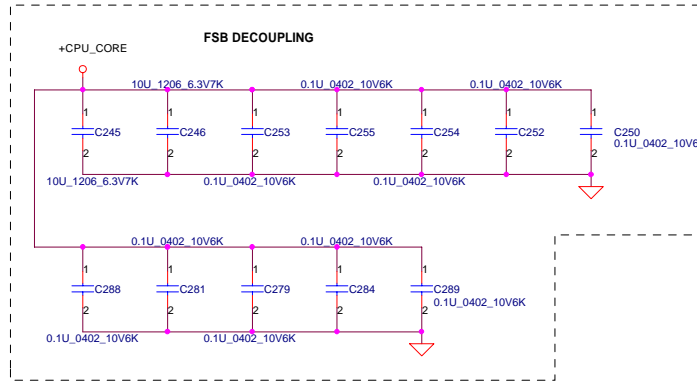 FSB DECOUPLING
+CPU_CORE
10U_1206_6.3V7K 0.1U_0402_10V6K 0.1U_0402_10V6K
1 1 1 1 1 1 1
C245 C246 C253 C255 C254 C252 C250
0.1U_0402_10V6
2 2 2 2 2 2 2
10U_1206_6.3V7K 0.1U_0402_10V6K 0.1U_0402_10V6K
0.1U_0402_10V6K 0.1U_0402_10V6K
1 1 1 1 1
C288 C281 C279 C284 C289
0.1U_0402_10V6K
2 2 2 2 2
0.1U_0402_10V6K 0.1U_0402_10V6K